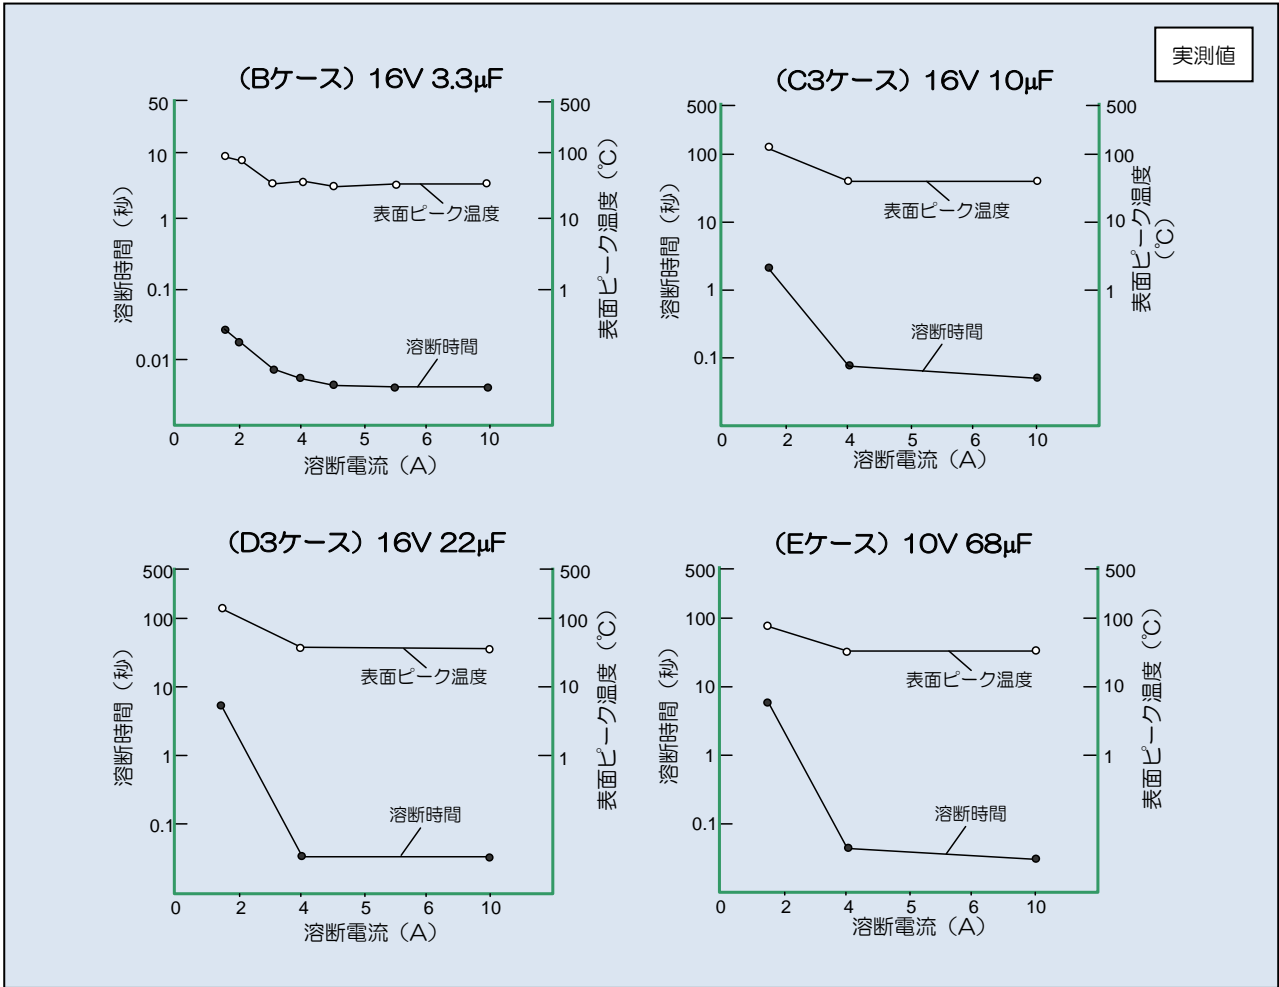 実測値
(Bケース) 16V 3.3μF
50
10
1
0.1
0.01
溶断時間 (秒)
500
100
10
1
表面ピーク温度 (℃)
表面ピーク温度
溶断時間
0 2 4 5 6 10
溶断電流 (A)
(C3ケース) 16V 10μF
500
100
10
1
0.1
溶断時間 (秒)
500
100
10
1
表面ピーク温度
(℃)
表面ピーク温度
溶断時間
0 2 4 5 6 10
溶断電流 (A)
(D3ケース) 16V 22μF
500
100
10
1
0.1
溶断時間 (秒)
500
100
10
1
表面ピーク温度 (℃)
表面ピーク温度
溶断時間
0 2 4 5 6 10
溶断電流 (A)
(Eケース) 10V 68μF
500
100
10
1
0.1
溶断時間 (秒)
500
100
10
1
表面ピーク温度 (℃)
表面ピーク温度
溶断時間
0 2 4 5 6 10
溶断電流 (A)